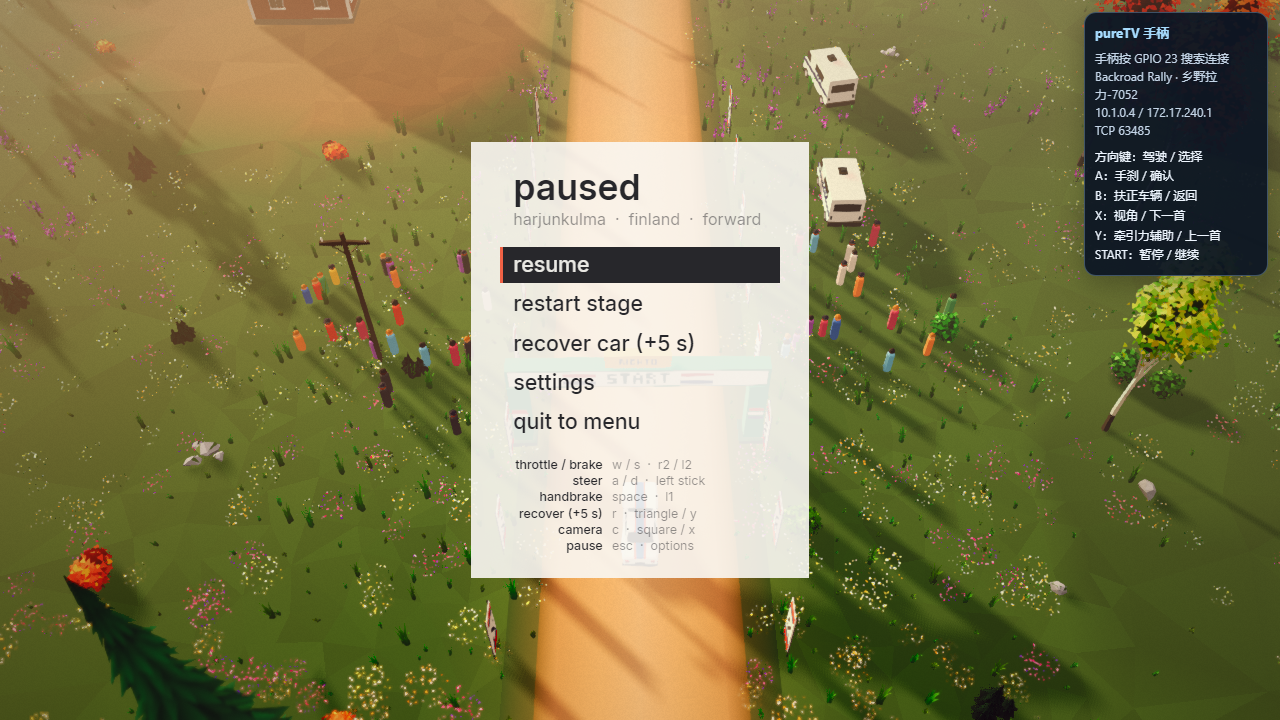 paused
harjunkulma · finland · forward
resume
restart stage
recover car (+5 s)
settings
quit to menu
START
throttle / brake w / s · r2 / l2
steer a / d · left stick
handbrake space · l1
recover (+5 s) r · triangle / y
camera c · square / x
pause esc · options
pureTV 手柄
手柄按 GPIO 23 搜索连接
Backroad Rally · 乡野拉
力-7052
10.1.0.4 / 172.17.240.1
TCP 63485
方向键: 驾驶 / 选择
A: 手刹 / 确认
B: 扶正车辆 / 返回
X: 视角 / 下一首
Y: 牵引力辅助 / 上一首
START: 暂停 / 继续